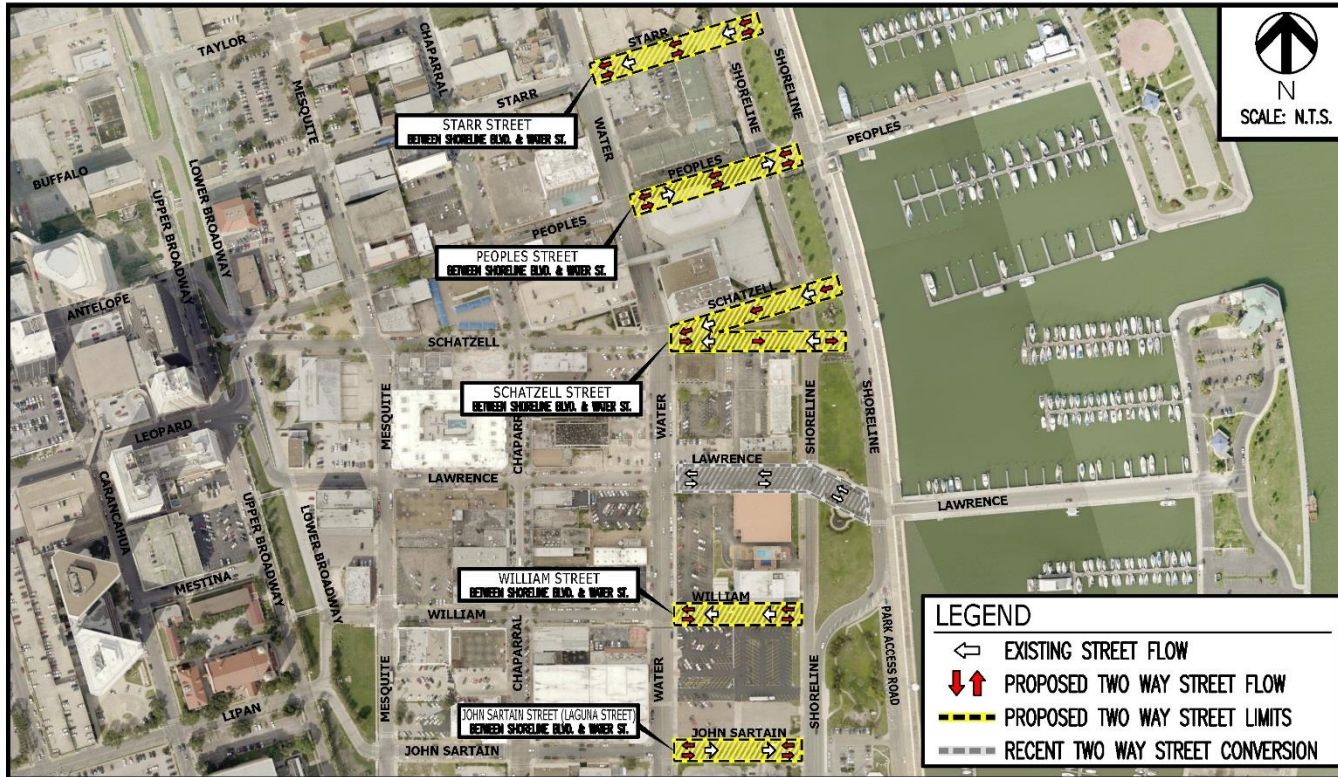 TAYLOR
CHAPARRAL
MESQUITE
STARR
STARR
SHORELINE
SHORELINE
N
SCALE: N.T.S.
STARR STREET
BETWEEN SHORELINE BLVD. & WATER ST.
WATER
PEOPLES
BUFFALO
LOWER BROADWAY
UPPER BROADWAY
PEOPLES
PEOPLES
PEOPLES STREET
BETWEEN SHORELINE BLVD. & WATER ST.
ANTELOPE
SCHATZELL
SCHATZELL
SCHATZELL STREET
BETWEEN SHORELINE BLVD. & WATER ST.
MESQUITE
CHAPARRAL
WATER
SHORELINE
SHORELINE
LEOPARD
CARANCAHUA
LAWRENCE
LAWRENCE
LAWRENCE
UPPER BROADWAY
LOWER BROADWAY
MESTINA
WILLIAM STREET
BETWEEN SHORELINE BLVD. & WATER ST.
WILLIAM
WILLIAM
PARK ACCESS ROAD
LIPAN
MESQUITE
CHAPARRAL
WATER
SHORELINE
JOHN SARTAIN STREET (LAGUNA STREET)
BETWEEN SHORELINE BLVD. & WATER ST.
JOHN SARTAIN
JOHN SARTAIN
LEGEND
EXISTING STREET FLOW
PROPOSED TWO WAY STREET FLOW
PROPOSED TWO WAY STREET LIMITS
RECENT TWO WAY STREET CONVERSION